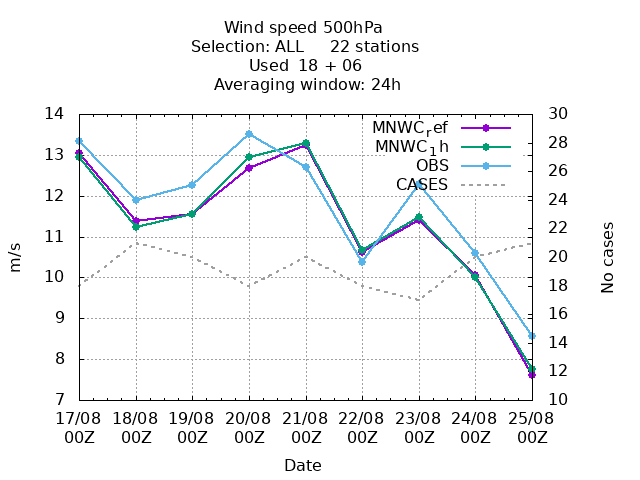 Wind speed 500hPa
Selection: ALL     22 stations
Used  18 + 06
Averaging window: 24h
14
13
12
11
10
9
8
7
m/s
30
28
26
24
22
20
18
16
14
12
10
No cases
MNWCref
MNWC1h
OBS
CASES
17/08 18/08 19/08 20/08 21/08 22/08 23/08 24/08 25/08
00Z 00Z 00Z 00Z 00Z 00Z 00Z 00Z 00Z
Date